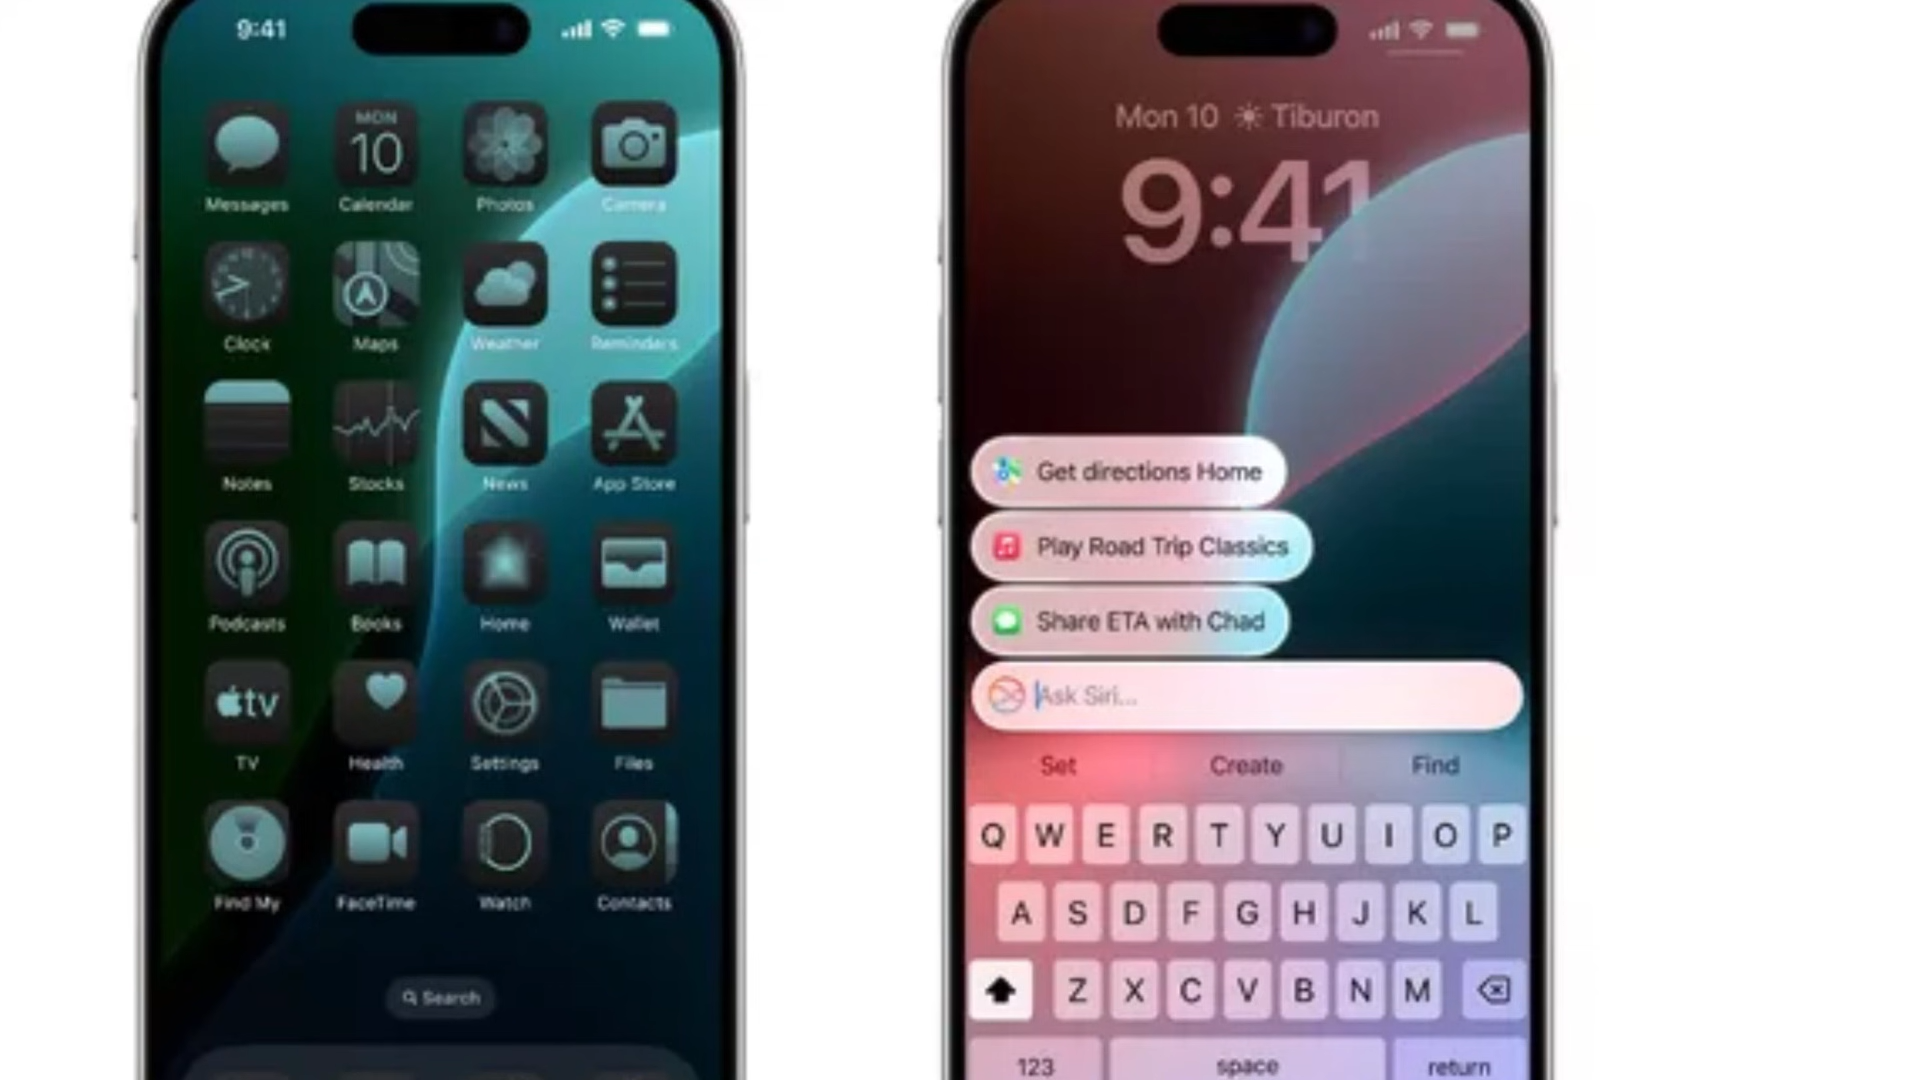 9:41
MON
10
Messages Calendar Photos Camera
Clock Maps Weather Reminders
Notes Stocks News App Store
Podcasts Books Home Wallet
tv
TV Health Settings Files
Find My FaceTime Watch Contacts
Search
Mon 10 Tiburon
9:41
Get directions Home
Play Road Trip Classics
Share ETA with Chad
Ask Siri...
Set Create Find
Q W E R T Y U I O P
A S D F G H J K L
Z X C V B N M
123 space return